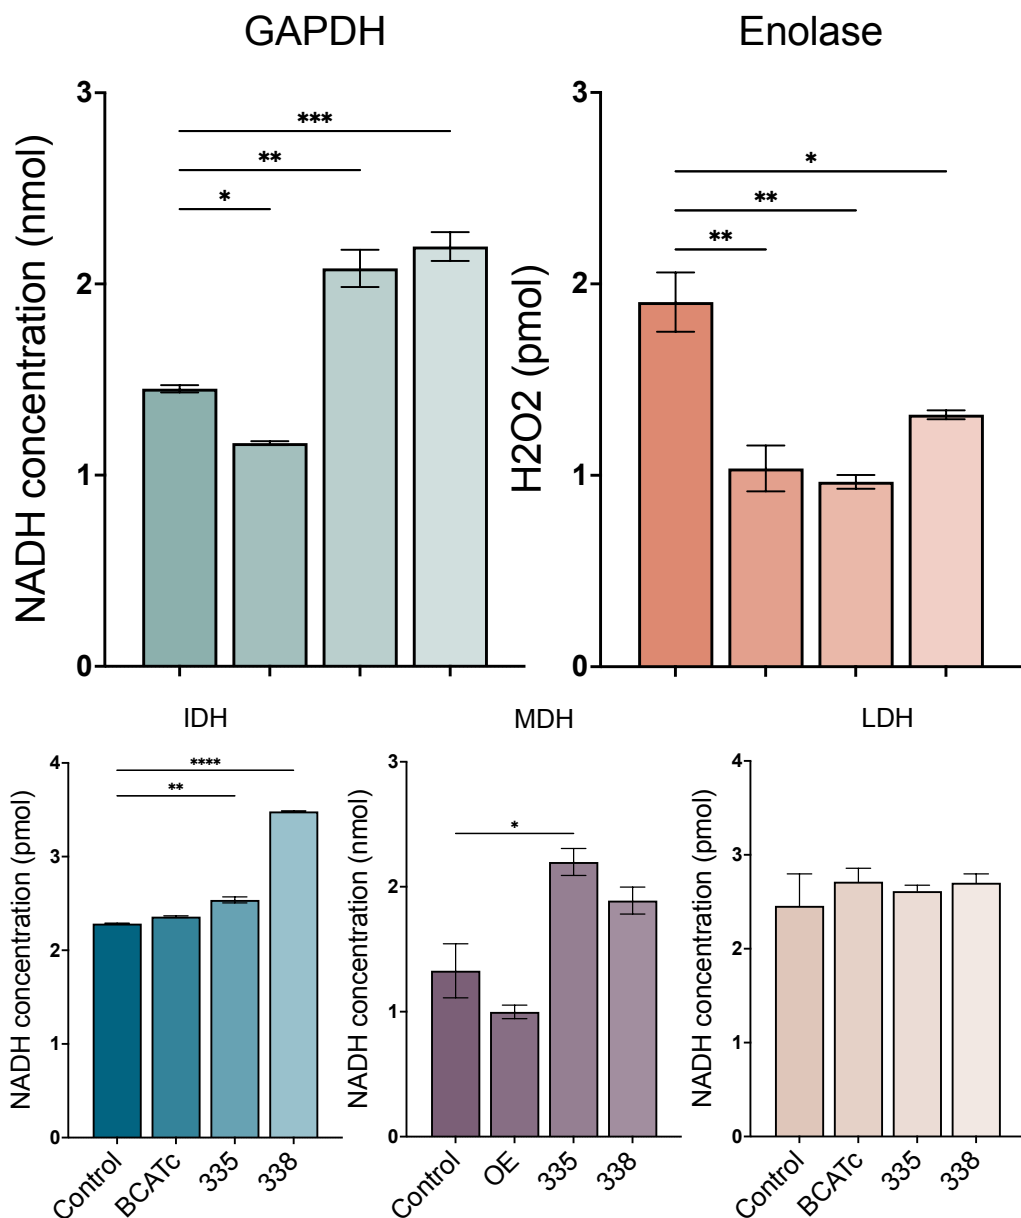 GAPDH
NADH concentration (nmol)
3
2
1
0
***
**
*
Enolase
H2O2 (pmol)
3
2
1
0
*
**
**
IDH
NADH concentration (pmol)
4
3
2
1
0
****
**
Control
BCATc
335
338
MDH
NADH concentration (nmol)
3
2
1
0
*
Control
OE
335
338
LDH
NADH concentration (pmol)
4
3
2
1
0
Control
BCATc
335
338